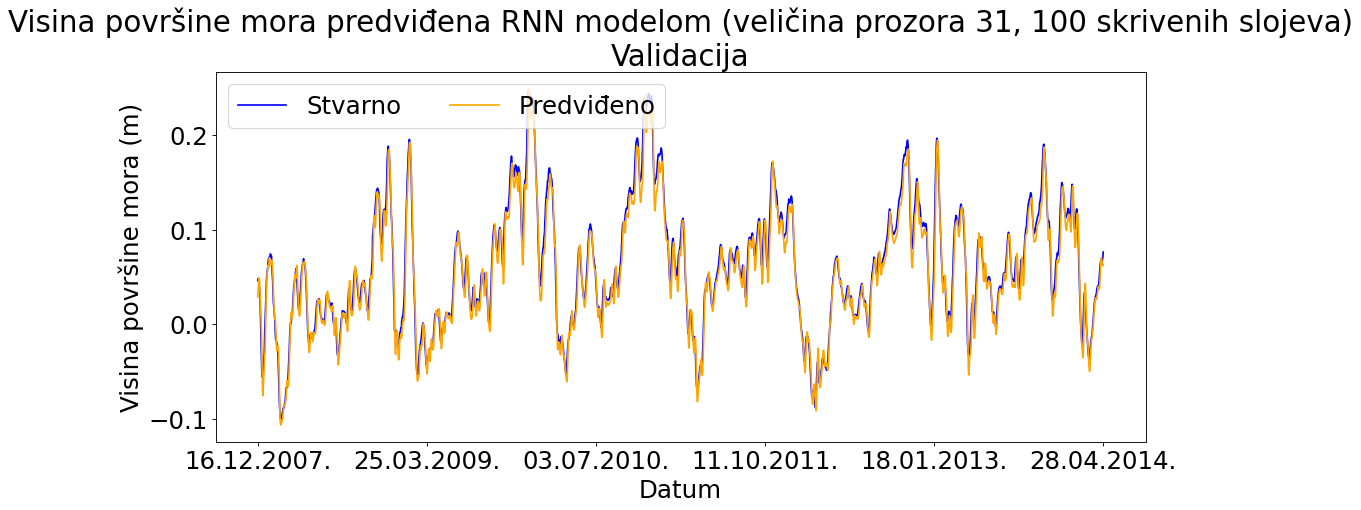 Visina površine mora predviđena RNN modelom (veličina prozora 31, 100 skrivenih slojeva)
Validacija
Stvarno Predviđeno
Visina površine mora (m)
0.2
0.1
0.0
−0.1
16.12.2007. 25.03.2009. 03.07.2010. 11.10.2011. 18.01.2013. 28.04.2014.
Datum